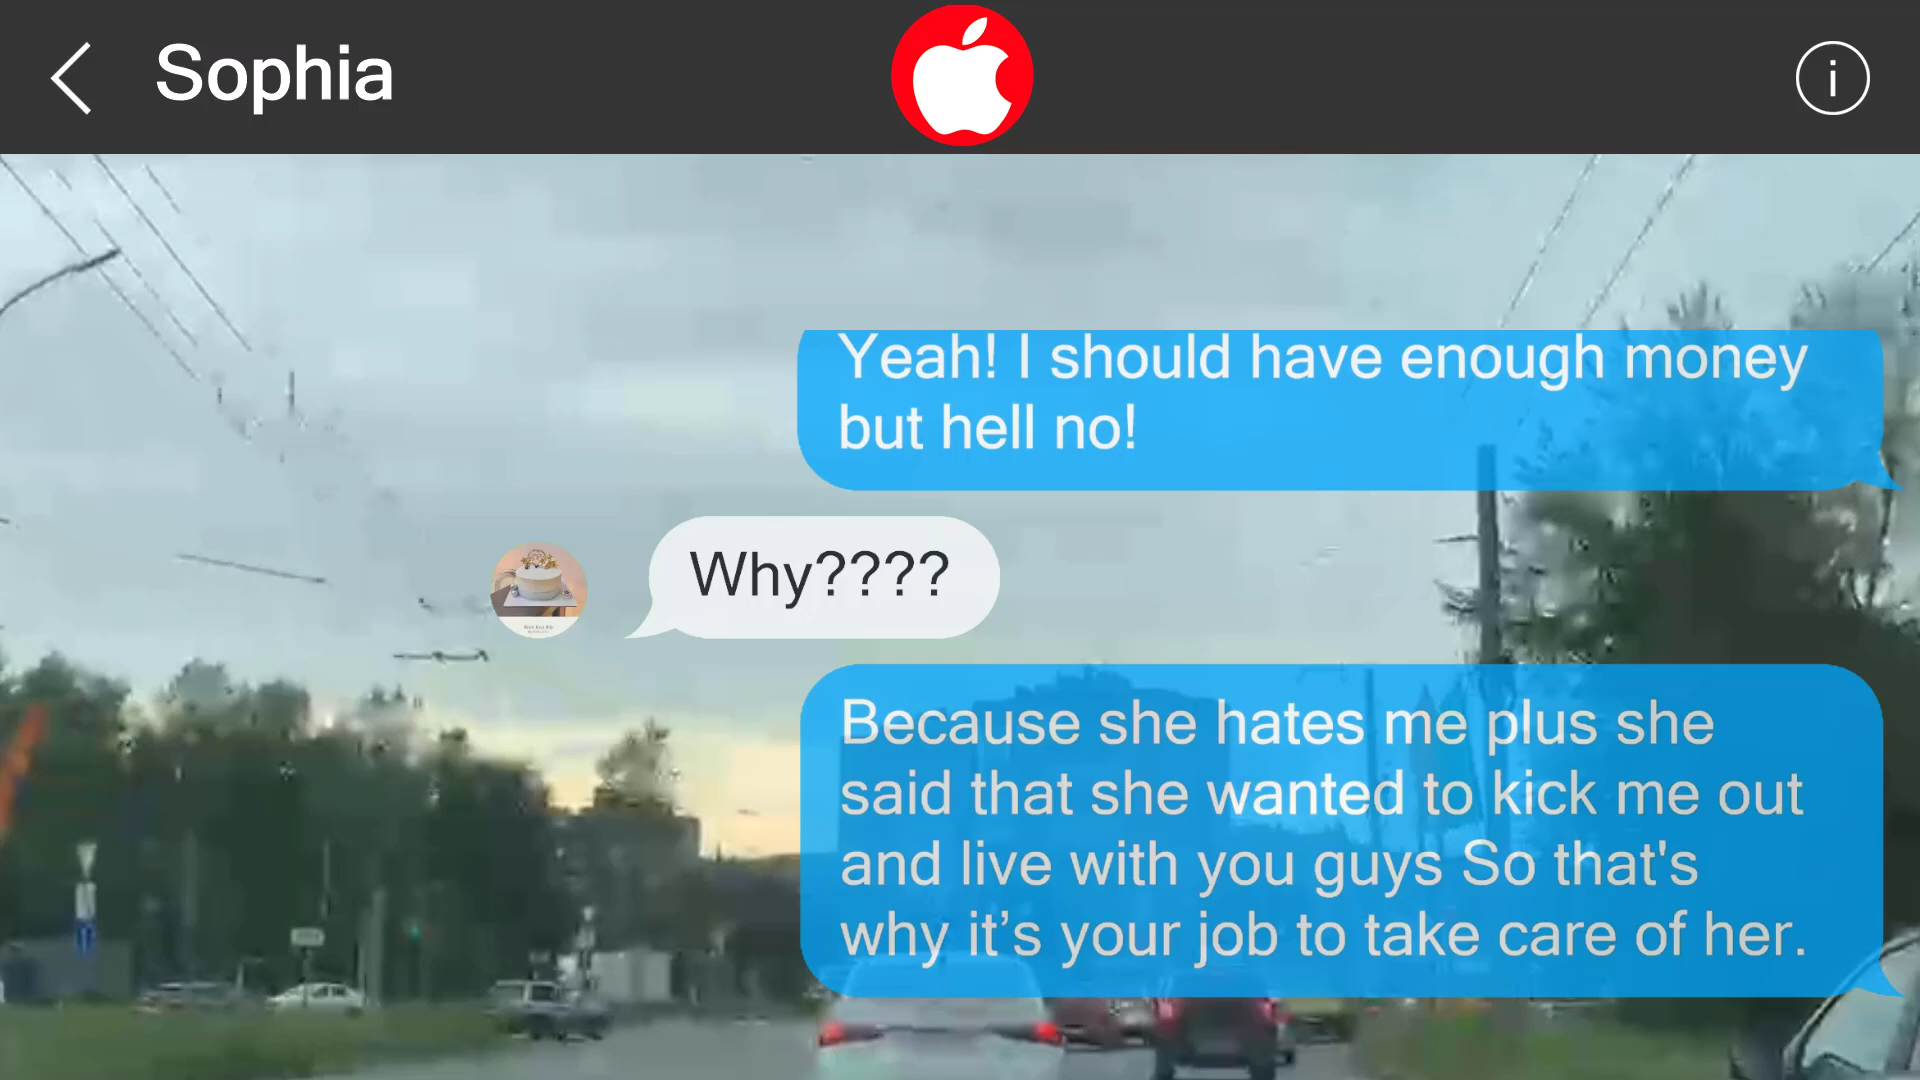 Sophia
Yeah! I should have enough money
but hell no!
Why????
Because she hates me plus she
said that she wanted to kick me out
and live with you guys So that's
why it’s your job to take care of her.